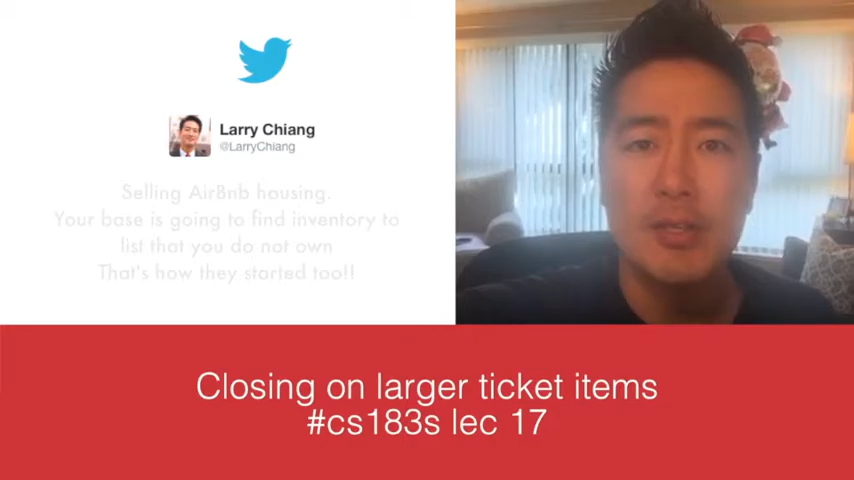 Larry Chiang
@LarryChiang
Selling AirBnb housing.
Your base is going to find inventory to
list that you do not own
That's how they started too!!
Closing on larger ticket items
#cs183s lec 17